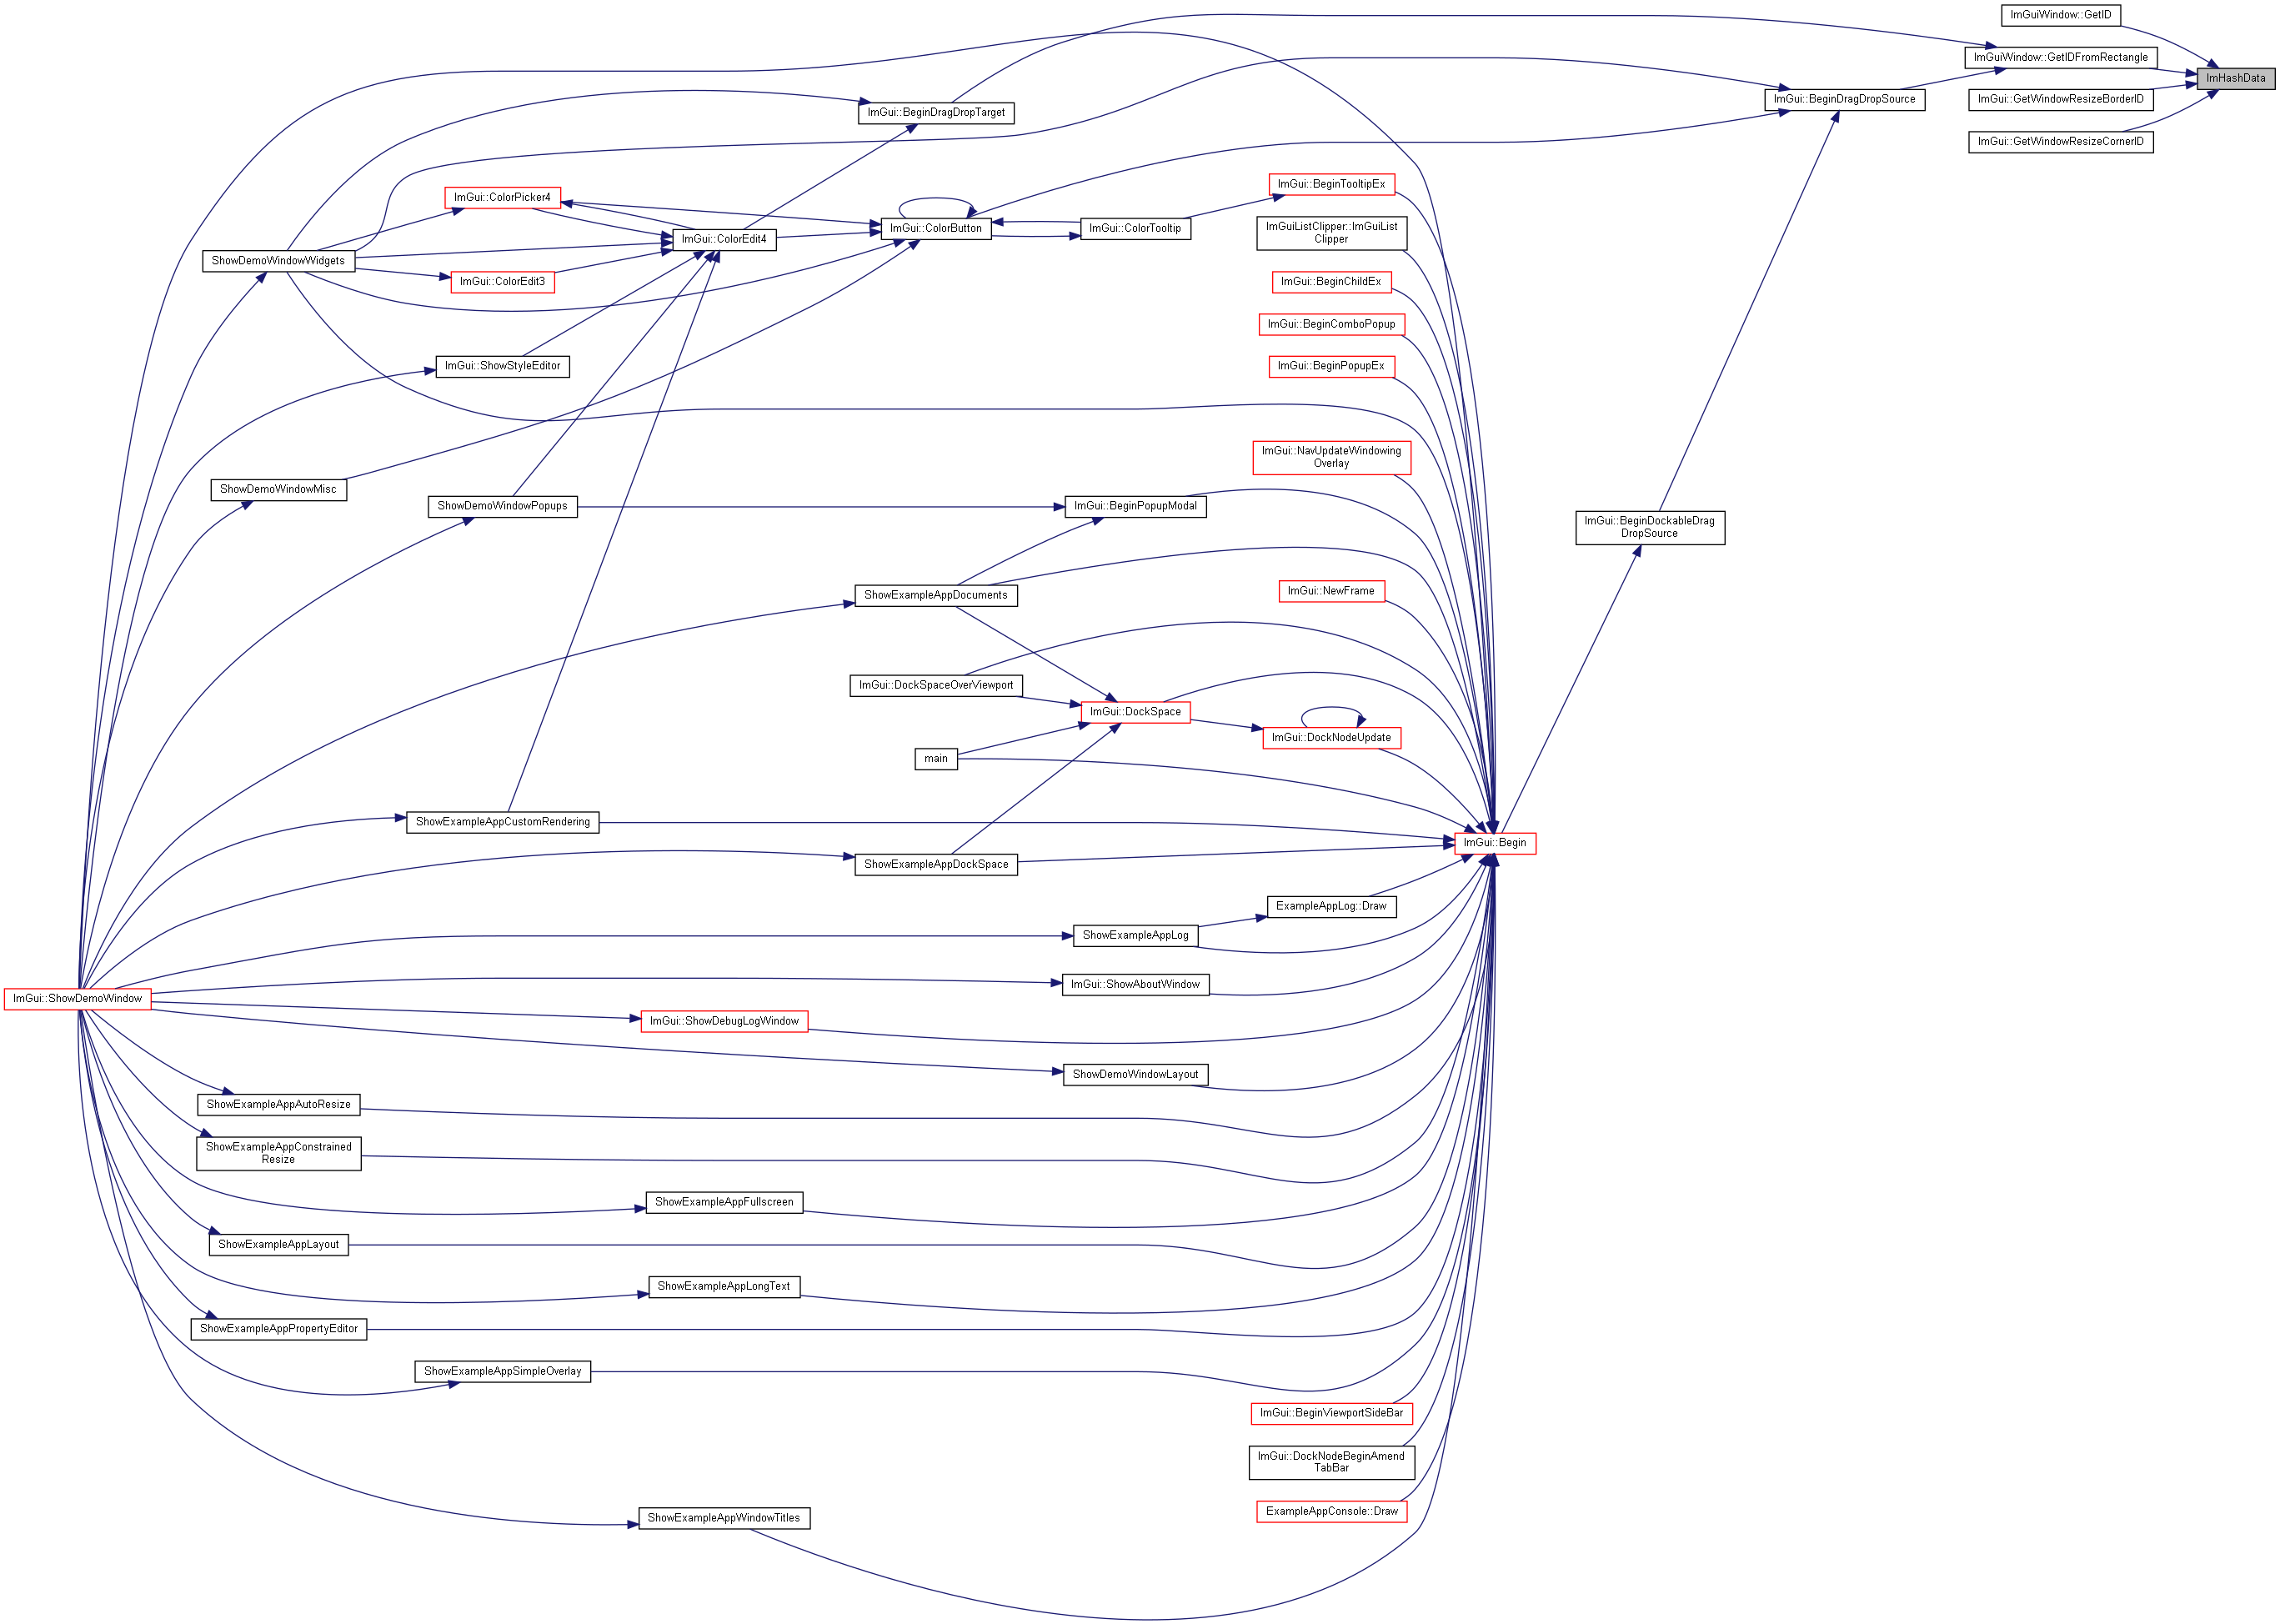 ImGuiWindow::GetID
ImGuiWindow::GetIDFromRectangle
ImHashData
ImGui::BeginDragDropSource
ImGui::GetWindowResizeBorderID
ImGui::BeginDragDropTarget
ImGui::GetWindowResizeCornerID
ImGui::BeginTooltipEx
ImGui::ColorPicker4
ImGui::ColorButton
ImGui::ColorTooltip
ImGuiListClipper::ImGuiList
Clipper
ImGui::ColorEdit4
ShowDemoWindowWidgets
ImGui::ColorEdit3
ImGui::BeginChildEx
ImGui::BeginComboPopup
ImGui::ShowStyleEditor
ImGui::BeginPopupEx
ImGui::NavUpdateWindowing
Overlay
ShowDemoWindowMisc
ShowDemoWindowPopups
ImGui::BeginPopupModal
ImGui::BeginDockableDrag
DropSource
ShowExampleAppDocuments
ImGui::NewFrame
ImGui::DockSpaceOverViewport
ImGui::DockSpace
ImGui::DockNodeUpdate
main
ShowExampleAppCustomRendering
ImGui::Begin
ShowExampleAppDockSpace
ExampleAppLog::Draw
ShowExampleAppLog
ImGui::ShowAboutWindow
ImGui::ShowDemoWindow
ImGui::ShowDebugLogWindow
ShowDemoWindowLayout
ShowExampleAppAutoResize
ShowExampleAppConstrained
Resize
ShowExampleAppFullscreen
ShowExampleAppLayout
ShowExampleAppLongText
ShowExampleAppPropertyEditor
ShowExampleAppSimpleOverlay
ImGui::BeginViewportSideBar
ImGui::DockNodeBeginAmend
TabBar
ExampleAppConsole::Draw
ShowExampleAppWindowTitles